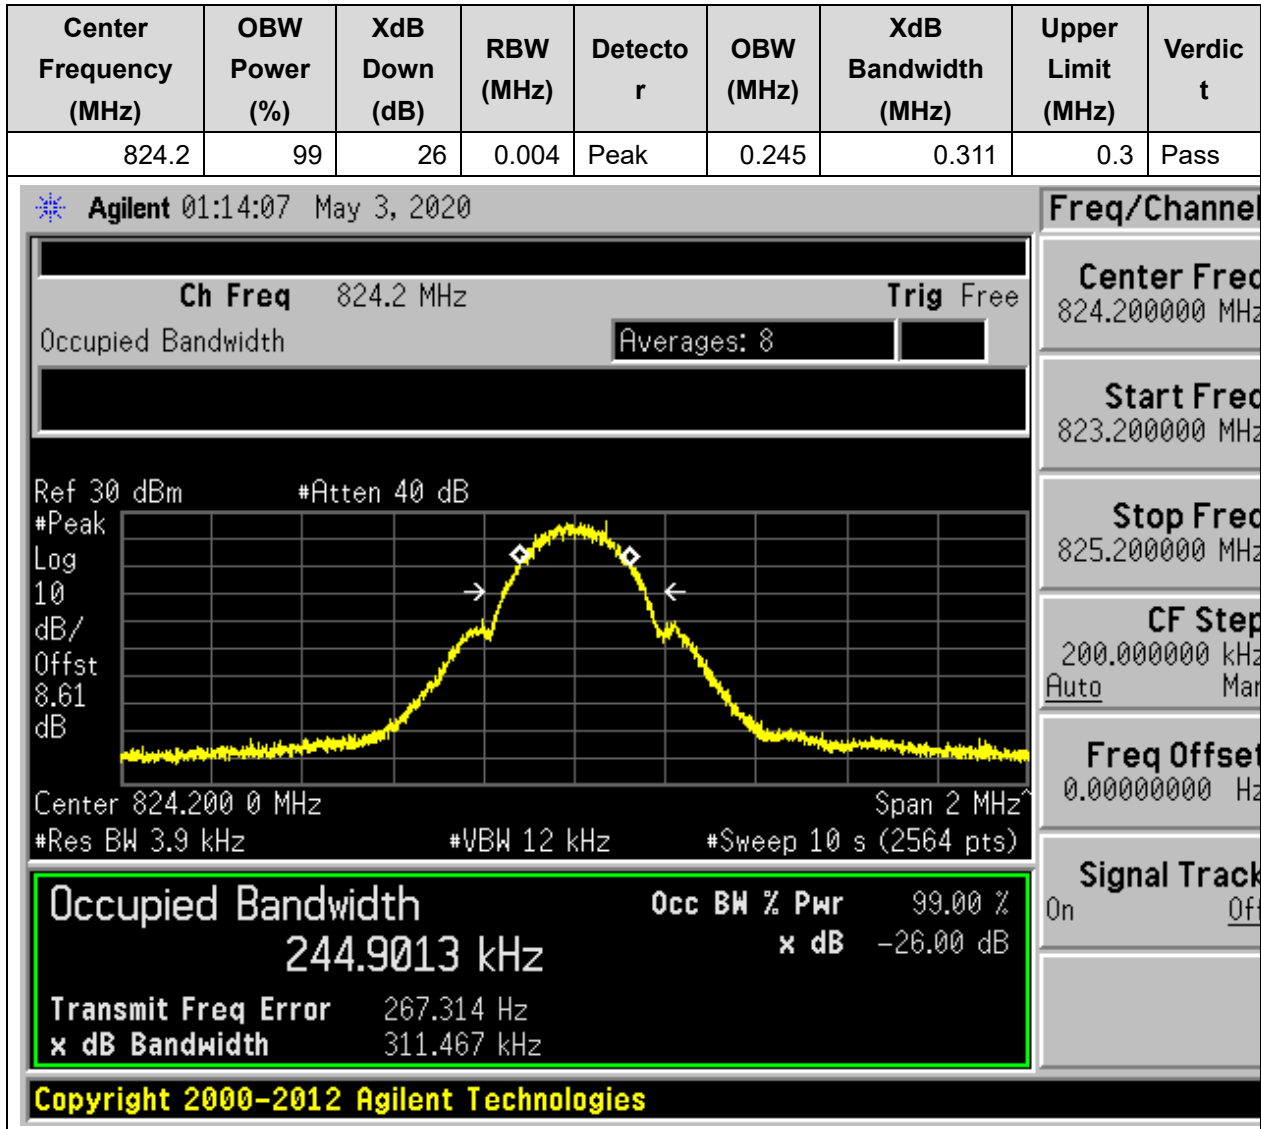 Center Frequency (MHz) OBW Power (%) XdB Down (dB) RBW (MHz) Detector OBW (MHz) XdB Bandwidth (MHz) Upper Limit (MHz) Verdict
824.2 99 26 0.004 Peak 0.245 0.311 0.3 Pass
Agilent 01:14:07 May 3, 2020
Freq/Channel
Ch Freq 824.2 MHz Trig Free
Occupied Bandwidth Averages: 8
Center Freq
824.200000 MHz
Start Freq
823.200000 MHz
Stop Freq
825.200000 MHz
CF Step
200.000000 kHz
Auto Man
Freq Offset
0.00000000 Hz
Signal Track
On Off
Ref 30 dBm #Atten 40 dB
#Peak
Log
10
dB/
Offst
8.61
dB
Center 824.200 0 MHz Span 2 MHz^
#Res BW 3.9 kHz #VBW 12 kHz #Sweep 10 s (2564 pts)
Occupied Bandwidth Occ BW % Pwr 99.00 %
244.9013 kHz x dB -26.00 dB
Transmit Freq Error 267.314 Hz
x dB Bandwidth 311.467 kHz
Copyright 2000-2012 Agilent Technologies